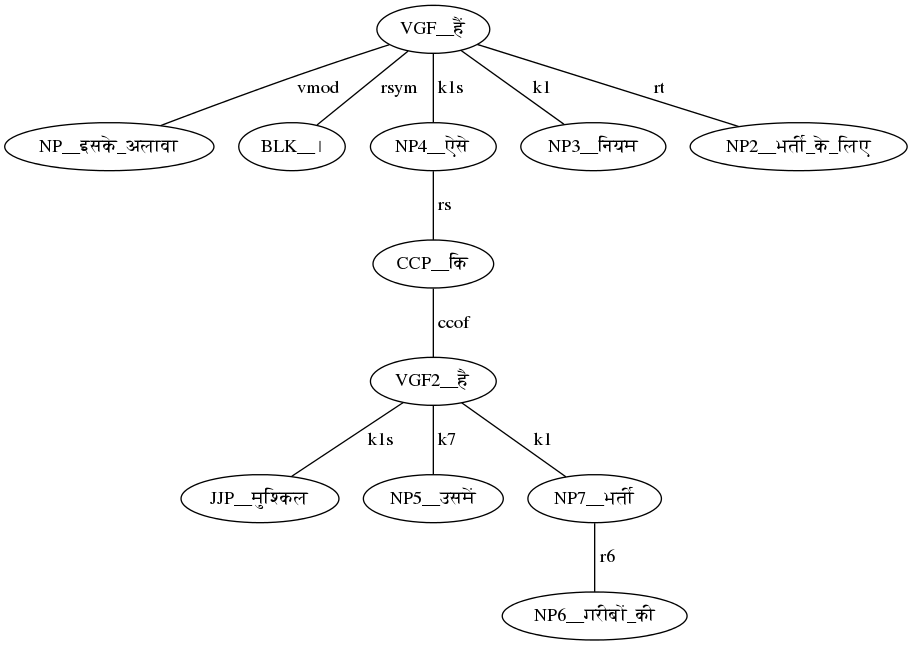 VGF__हैं
vmod rsym k1s k1 rt
NP__इसके_अलावा BLK__। NP4__ऐसे NP3__नियम NP2__भर्ती_के_लिए
rs
CCP__कि
ccof
VGF2__है
k1s k7 k1
JJP__मुश्किल NP5__उसमें NP7__भर्ती
r6
NP6__गरीबों_की